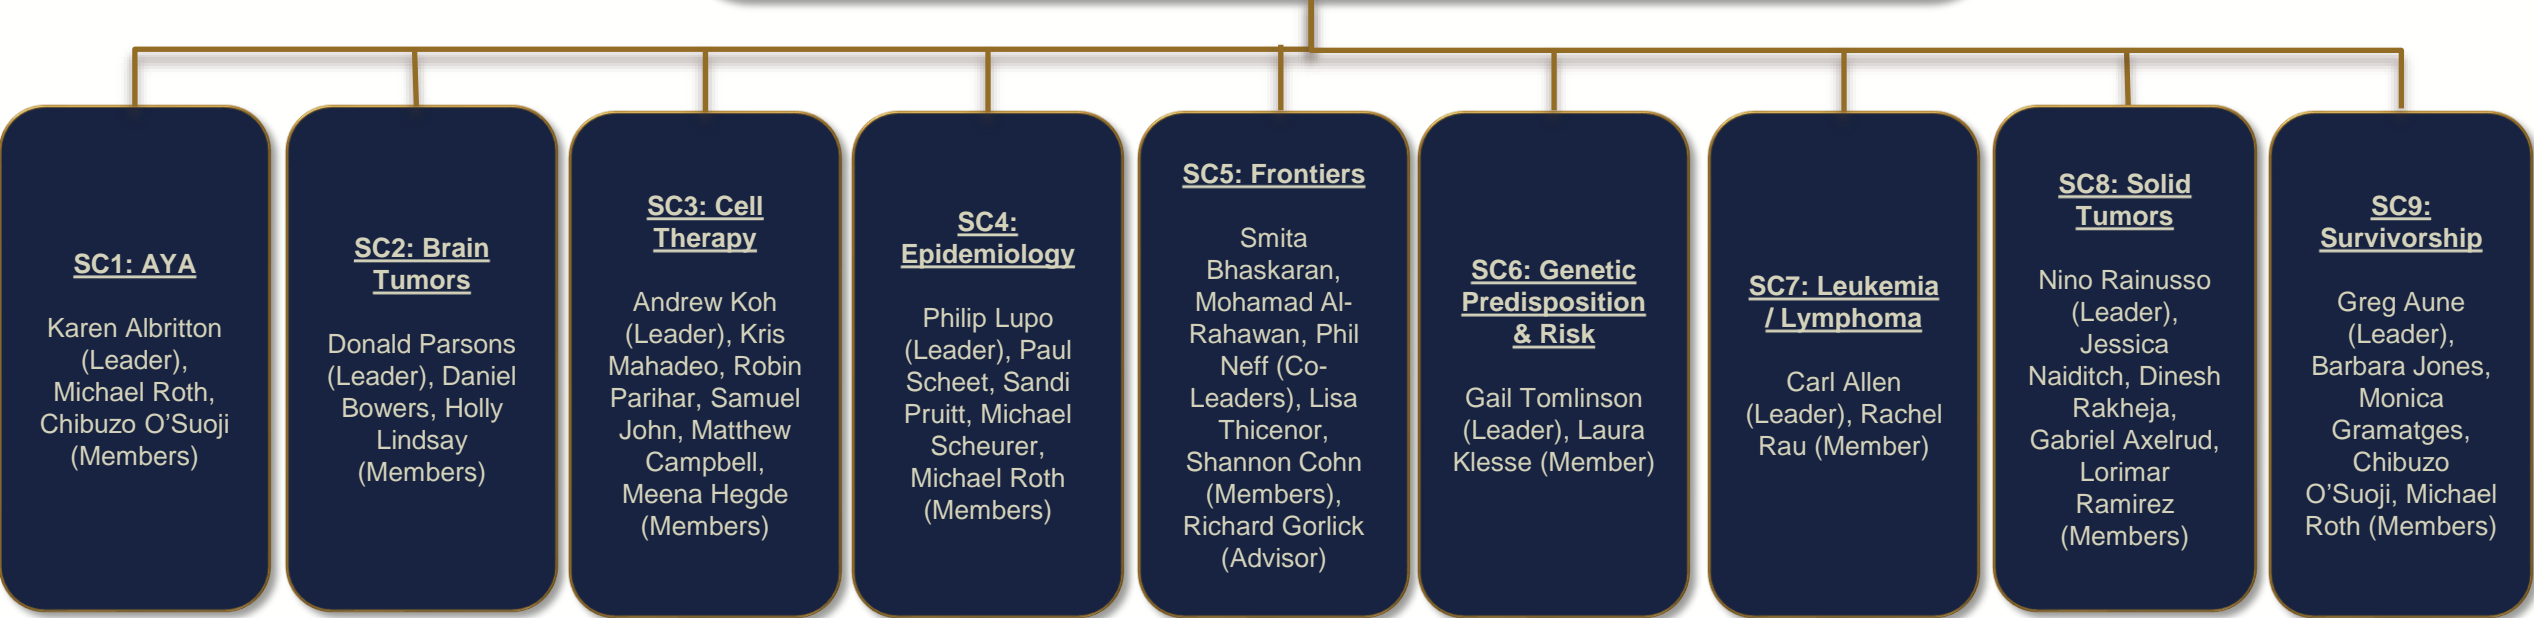 SC1: AYA
Karen Albritton
(Leader),
Michael Roth,
Chibuzo O’Suoji
(Members)
SC2: Brain
Tumors
Donald Parsons
(Leader), Daniel
Bowers, Holly
Lindsay
(Members)
SC3: Cell
Therapy
Andrew Koh
(Leader), Kris
Mahadeo, Robin
Parihar, Samuel
John, Matthew
Campbell,
Meena Hegde
(Members)
SC4:
Epidemiology
Philip Lupo
(Leader), Paul
Scheet, Sandi
Pruitt, Michael
Scheurer,
Michael Roth
(Members)
SC5: Frontiers
Smita
Bhaskaran,
Mohamad Al-
Rahawan, Phil
Neff (Co-
Leaders), Lisa
Thicenor,
Shannon Cohn
(Members),
Richard Gorlick
(Advisor)
SC6: Genetic
Predisposition
& Risk
Gail Tomlinson
(Leader), Laura
Klesse (Member)
SC7: Leukemia
/ Lymphoma
Carl Allen
(Leader), Rachel
Rau (Member)
SC8: Solid
Tumors
Nino Rainusso
(Leader),
Jessica
Naiditch, Dinesh
Rakheja,
Gabriel Axelrud,
Lorimar
Ramirez
(Members)
SC9:
Survivorship
Greg Aune
(Leader),
Barbara Jones,
Monica
Gramatges,
Chibuzo
O’Suoji, Michael
Roth (Members)